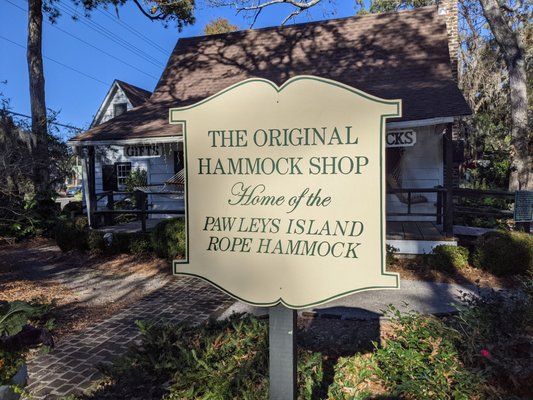 THE ORIGINAL
HAMMOCK SHOP
Home of the
PAWLEYS ISLAND
ROPE HAMMOCK
GIFTS
CKS